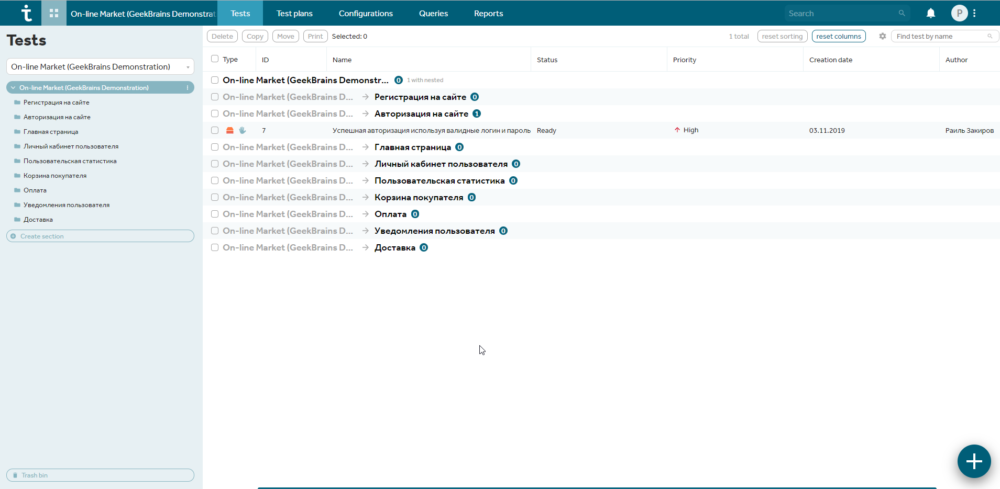 On-line Market (GeekBrains Demonstrat
Tests
Test plans
Configurations
Queries
Reports
Search
P
Tests
On-line Market (GeekBrains Demonstration)
On-line Market (GeekBrains Demonstration)
Регистрация на сайте
Авторизация на сайте
Главная страница
Личный кабинет пользователя
Пользовательская статистика
Корзина покупателя
Оплата
Уведомления пользователя
Доставка
Create section
Trash bin
Delete Copy Move Print Selected: 0 1 total reset sorting reset columns Find test by name
Type ID Name Status Priority Creation date Author
On-line Market (GeekBrains Demonstr... 0 1 with nested
On-line Market (GeekBrains D... → Регистрация на сайте 0
On-line Market (GeekBrains D... → Авторизация на сайте 1
7 Успешная авторизация используя валидные логин и пароль Ready High 03.11.2019 Раиль Закиров
On-line Market (GeekBrains D... → Главная страница 0
On-line Market (GeekBrains D... → Личный кабинет пользователя 0
On-line Market (GeekBrains D... → Пользовательская статистика 0
On-line Market (GeekBrains D... → Корзина покупателя 0
On-line Market (GeekBrains D... → Оплата 0
On-line Market (GeekBrains D... → Уведомления пользователя 0
On-line Market (GeekBrains D... → Доставка 0